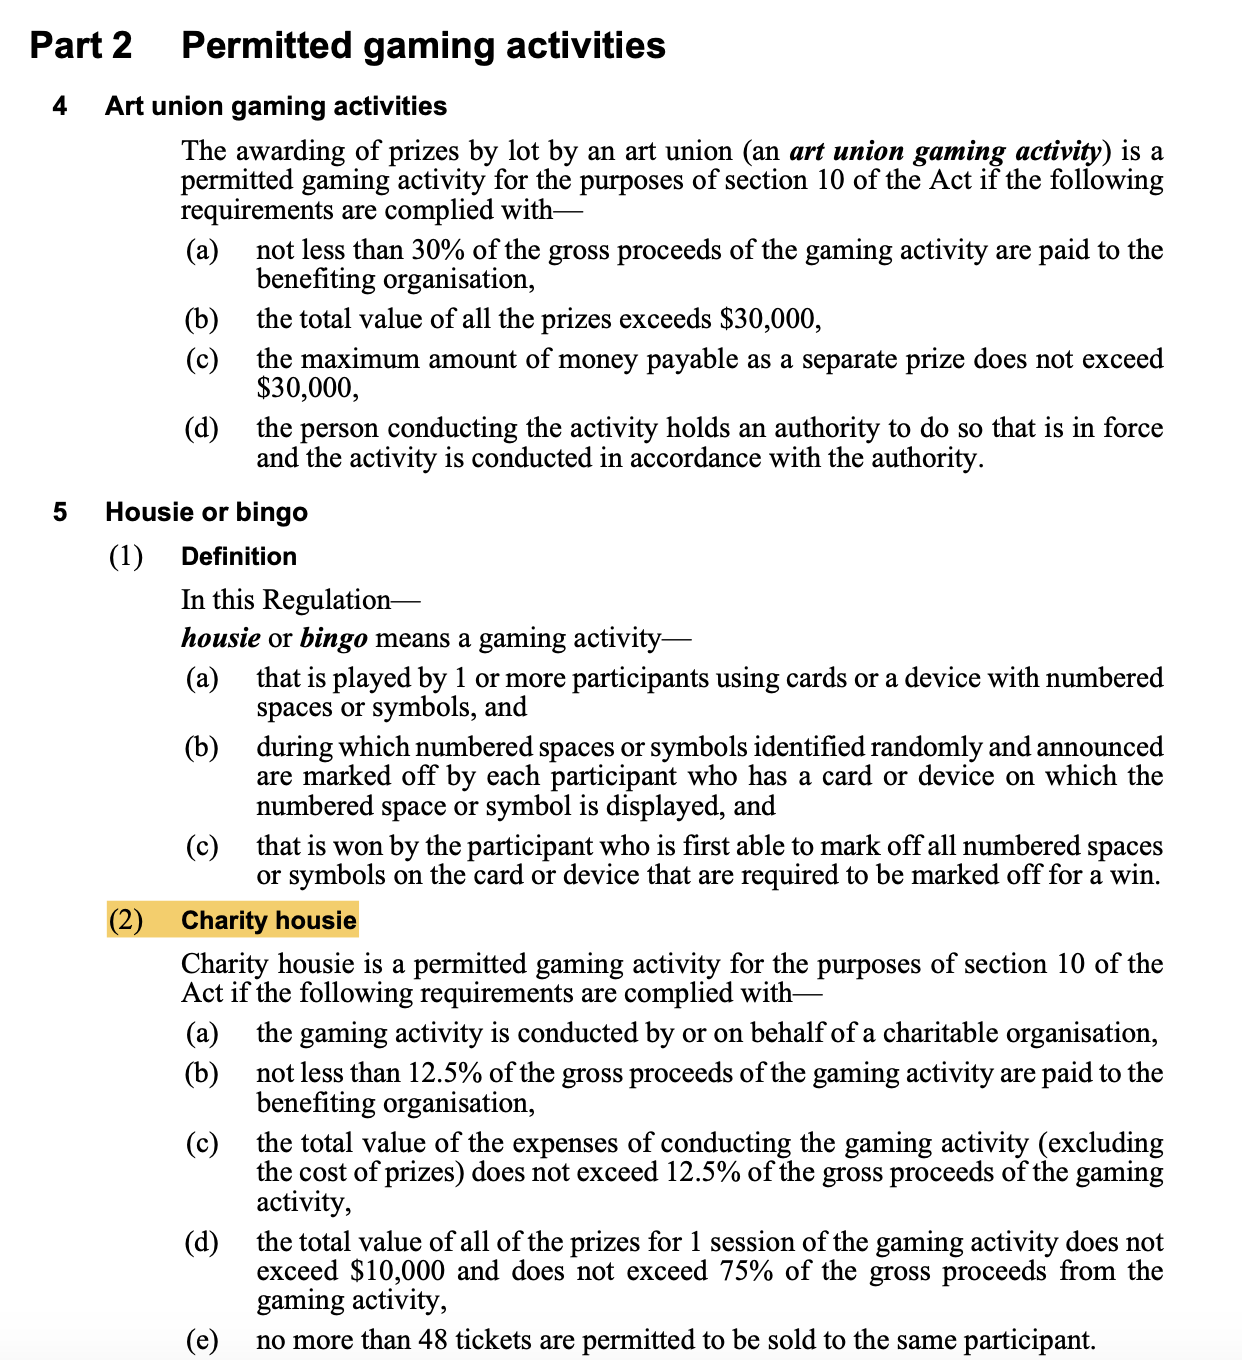 Part 2 Permitted gaming activities
4 Art union gaming activities
The awarding of prizes by lot by an art union (an art union gaming activity) is a
permitted gaming activity for the purposes of section 10 of the Act if the following
requirements are complied with—
(a) not less than 30% of the gross proceeds of the gaming activity are paid to the
benefiting organisation,
(b) the total value of all the prizes exceeds $30,000,
(c) the maximum amount of money payable as a separate prize does not exceed
$30,000,
(d) the person conducting the activity holds an authority to do so that is in force
and the activity is conducted in accordance with the authority.
5 Housie or bingo
(1) Definition
In this Regulation—
housie or bingo means a gaming activity—
(a) that is played by 1 or more participants using cards or a device with numbered
spaces or symbols, and
(b) during which numbered spaces or symbols identified randomly and announced
are marked off by each participant who has a card or device on which the
numbered space or symbol is displayed, and
(c) that is won by the participant who is first able to mark off all numbered spaces
or symbols on the card or device that are required to be marked off for a win.
(2) Charity housie
Charity housie is a permitted gaming activity for the purposes of section 10 of the
Act if the following requirements are complied with—
(a) the gaming activity is conducted by or on behalf of a charitable organisation,
(b) not less than 12.5% of the gross proceeds of the gaming activity are paid to the
benefiting organisation,
(c) the total value of the expenses of conducting the gaming activity (excluding
the cost of prizes) does not exceed 12.5% of the gross proceeds of the gaming
activity,
(d) the total value of all of the prizes for 1 session of the gaming activity does not
exceed $10,000 and does not exceed 75% of the gross proceeds from the
gaming activity,
(e) no more than 48 tickets are permitted to be sold to the same participant.